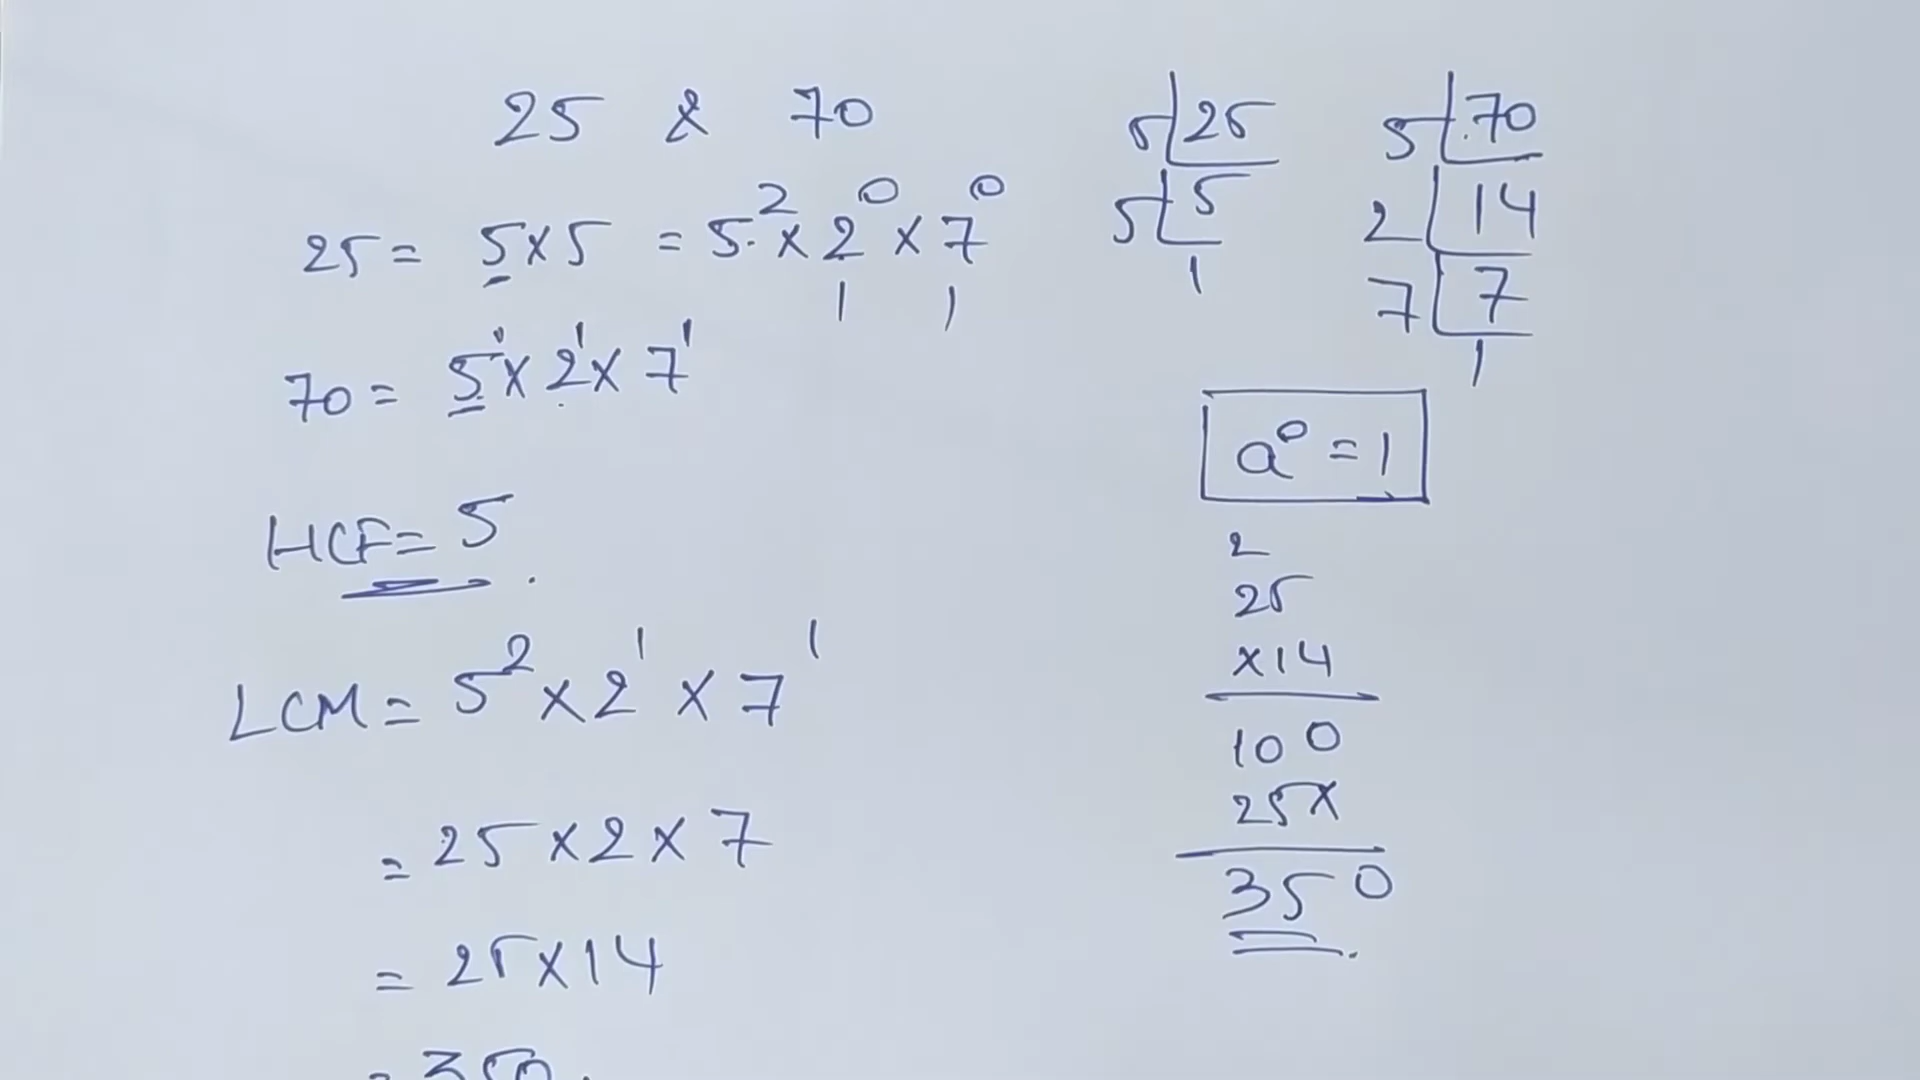 25 & 70
25 = 5×5 = 5²×2⁰×7⁰
1 1
70 = 5¹×2¹×7¹
HCF = 5.
LCM = 5²×2¹×7¹
= 25×2×7
= 25×14
= 350.
5 25
5 5
1
5 70
2 14
7 7
1
a⁰ = 1
2
25
×14
100
25×
350